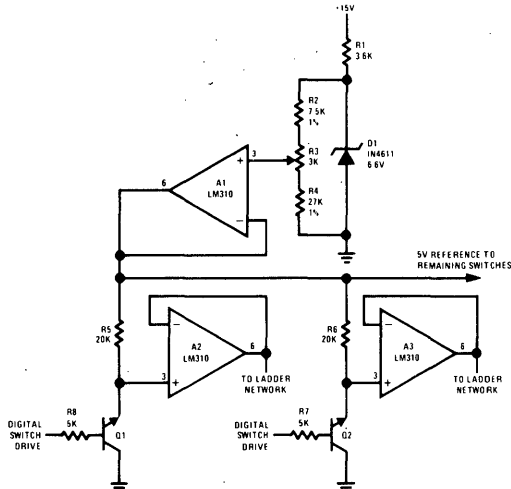 +15V
R1
3.6K
R2
7.5K
1%
R3
3K
R4
27K
1%
D1
IN4611
6.6V
3
6
A1
LM310
+
−
5V REFERENCE TO
REMAINING SWITCHES
R5
20K
A2
LM310
−
+
3
6
TO LADDER
NETWORK
R6
20K
A3
LM310
−
+
3
6
TO LADDER
NETWORK
DIGITAL
SWITCH
DRIVE
R8
5K
Q1
DIGITAL
SWITCH
DRIVE
R7
5K
Q2